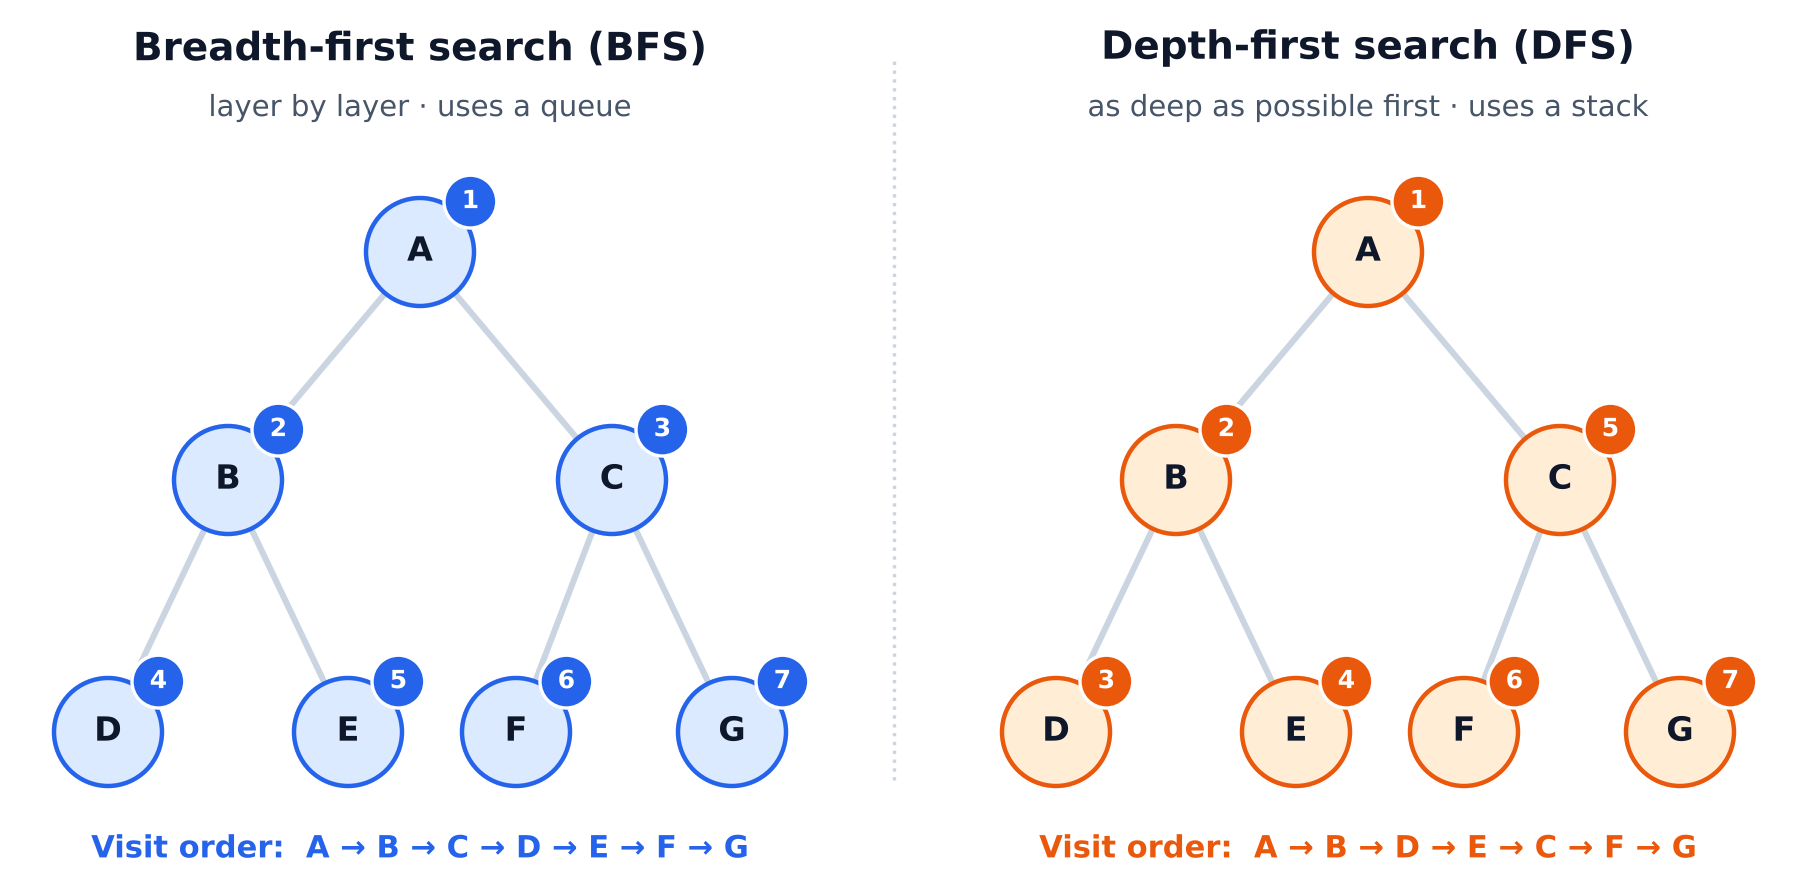 Breadth-first search (BFS)
layer by layer · uses a queue
1
A
2
B
3
C
4
D
5
E
6
F
7
G
Visit order: A → B → C → D → E → F → G
Depth-first search (DFS)
as deep as possible first · uses a stack
1
A
2
B
5
C
3
D
4
E
6
F
7
G
Visit order: A → B → D → E → C → F → G